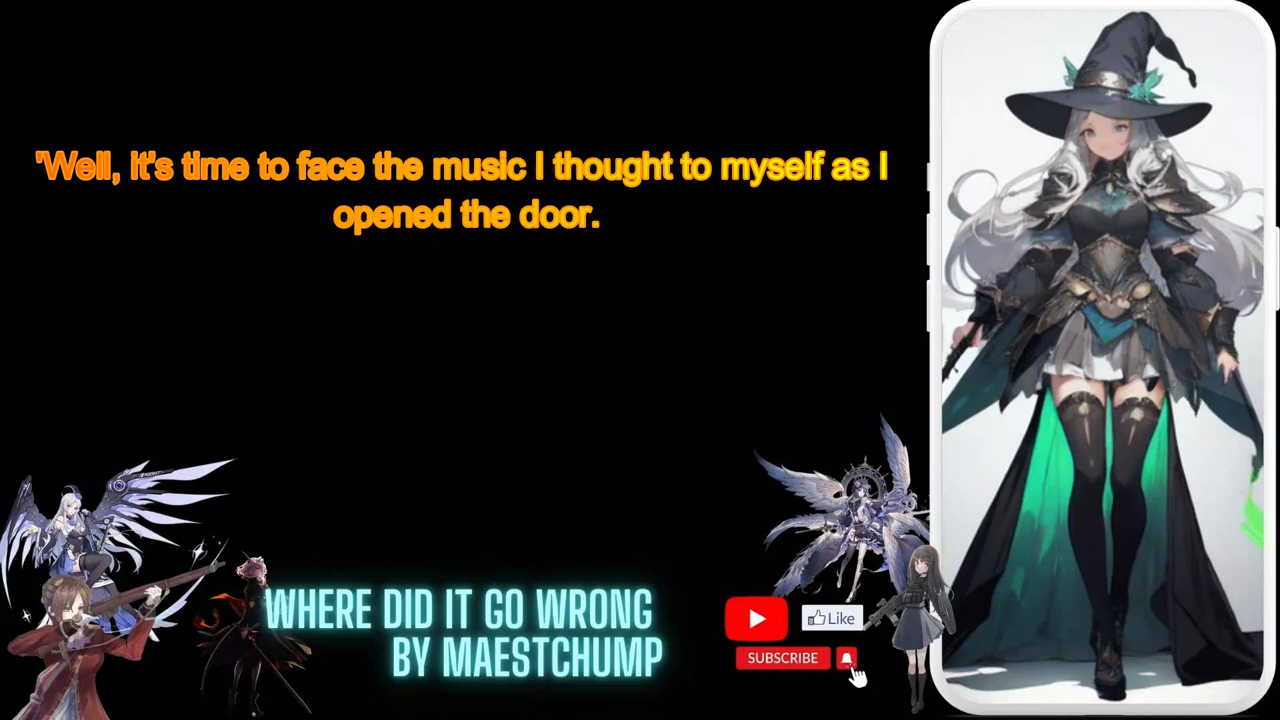 'Well, it's time to face the music I thought to myself as I
opened the door.
WHERE DID IT GO WRONG
BY MAESTCHUMP
Like
SUBSCRIBE